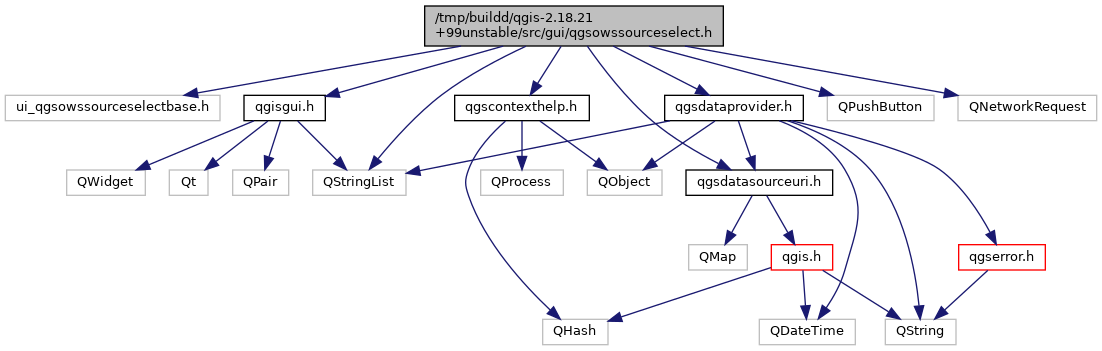 /tmp/buildd/qgis-2.18.21
+99unstable/src/gui/qgsowssourceselect.h
ui_qgsowssourceselectbase.h
qgisgui.h
qgscontexthelp.h
qgsdataprovider.h
QPushButton
QNetworkRequest
QWidget
Qt
QPair
QStringList
QProcess
QObject
qgsdatasourceuri.h
QMap
qgis.h
qgserror.h
QHash
QDateTime
QString